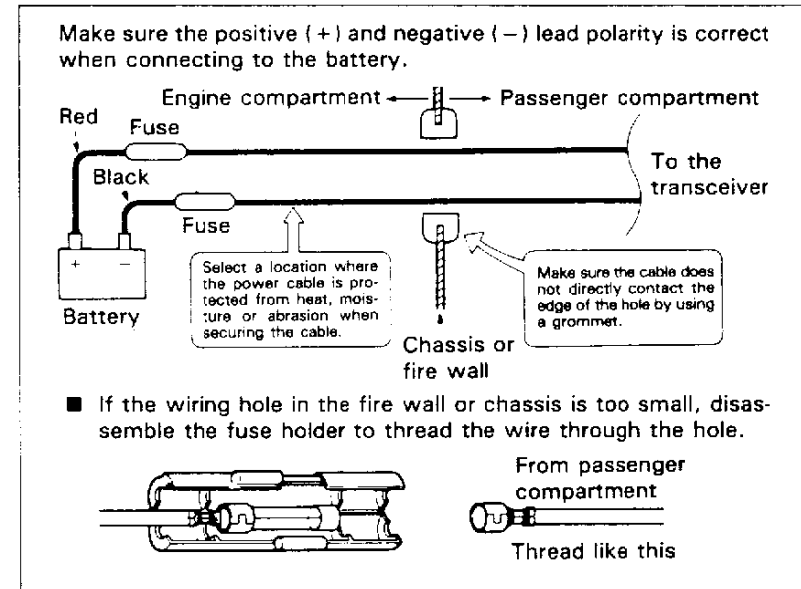 Make sure the positive (+) and negative (−) lead polarity is correct
when connecting to the battery.
Engine compartment
Passenger compartment
Red
Fuse
To the
transceiver
Black
Fuse
+ −
Battery
Select a location where
the power cable is pro-
tected from heat, mois-
ture or abrasion when
securing the cable.
Make sure the cable does
not directly contact the
edge of the hole by using
a grommet.
Chassis or
fire wall
■ If the wiring hole in the fire wall or chassis is too small, disas-
semble the fuse holder to thread the wire through the hole.
From passenger
compartment
Thread like this